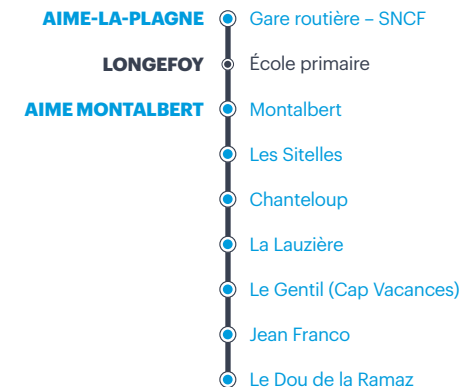 AIME-LA-PLAGNE Gare routière – SNCF
LONGEFOY École primaire
AIME MONTALBERT Montalbert
Les Sitelles
Chanteloup
La Lauzière
Le Gentil (Cap Vacances)
Jean Franco
Le Dou de la Ramaz